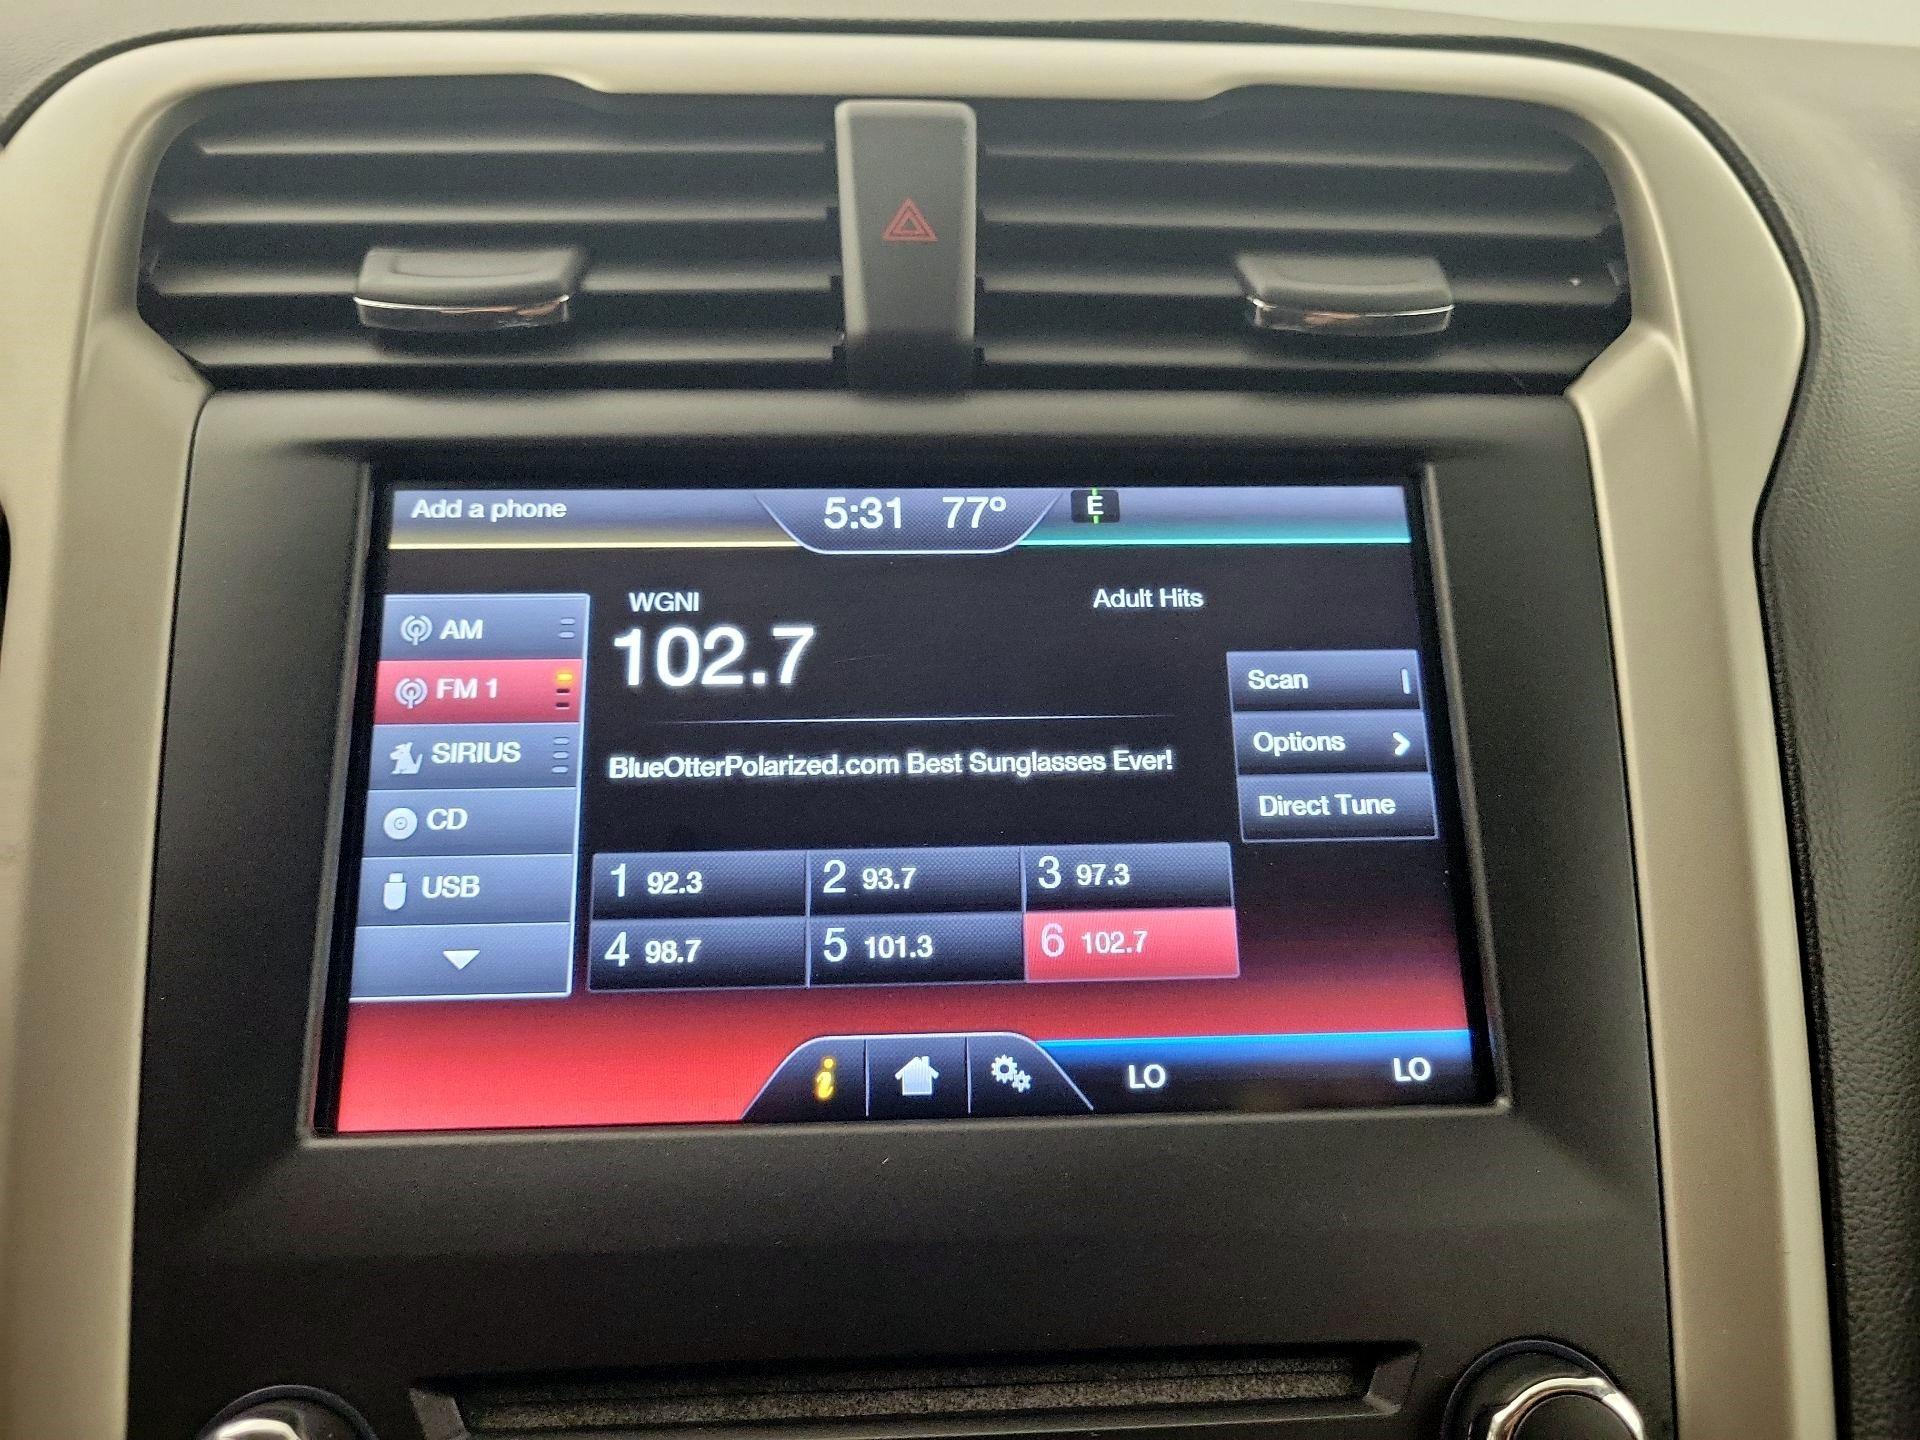 Add a phone
5:31 77° E
WGNI
Adult Hits
102.7
AM
FM 1
SIRIUS
CD
USB
BlueOtterPolarized.com Best Sunglasses Ever!
Scan
Options
Direct Tune
1 92.3
2 93.7
3 97.3
4 98.7
5 101.3
6 102.7
i
LO
LO